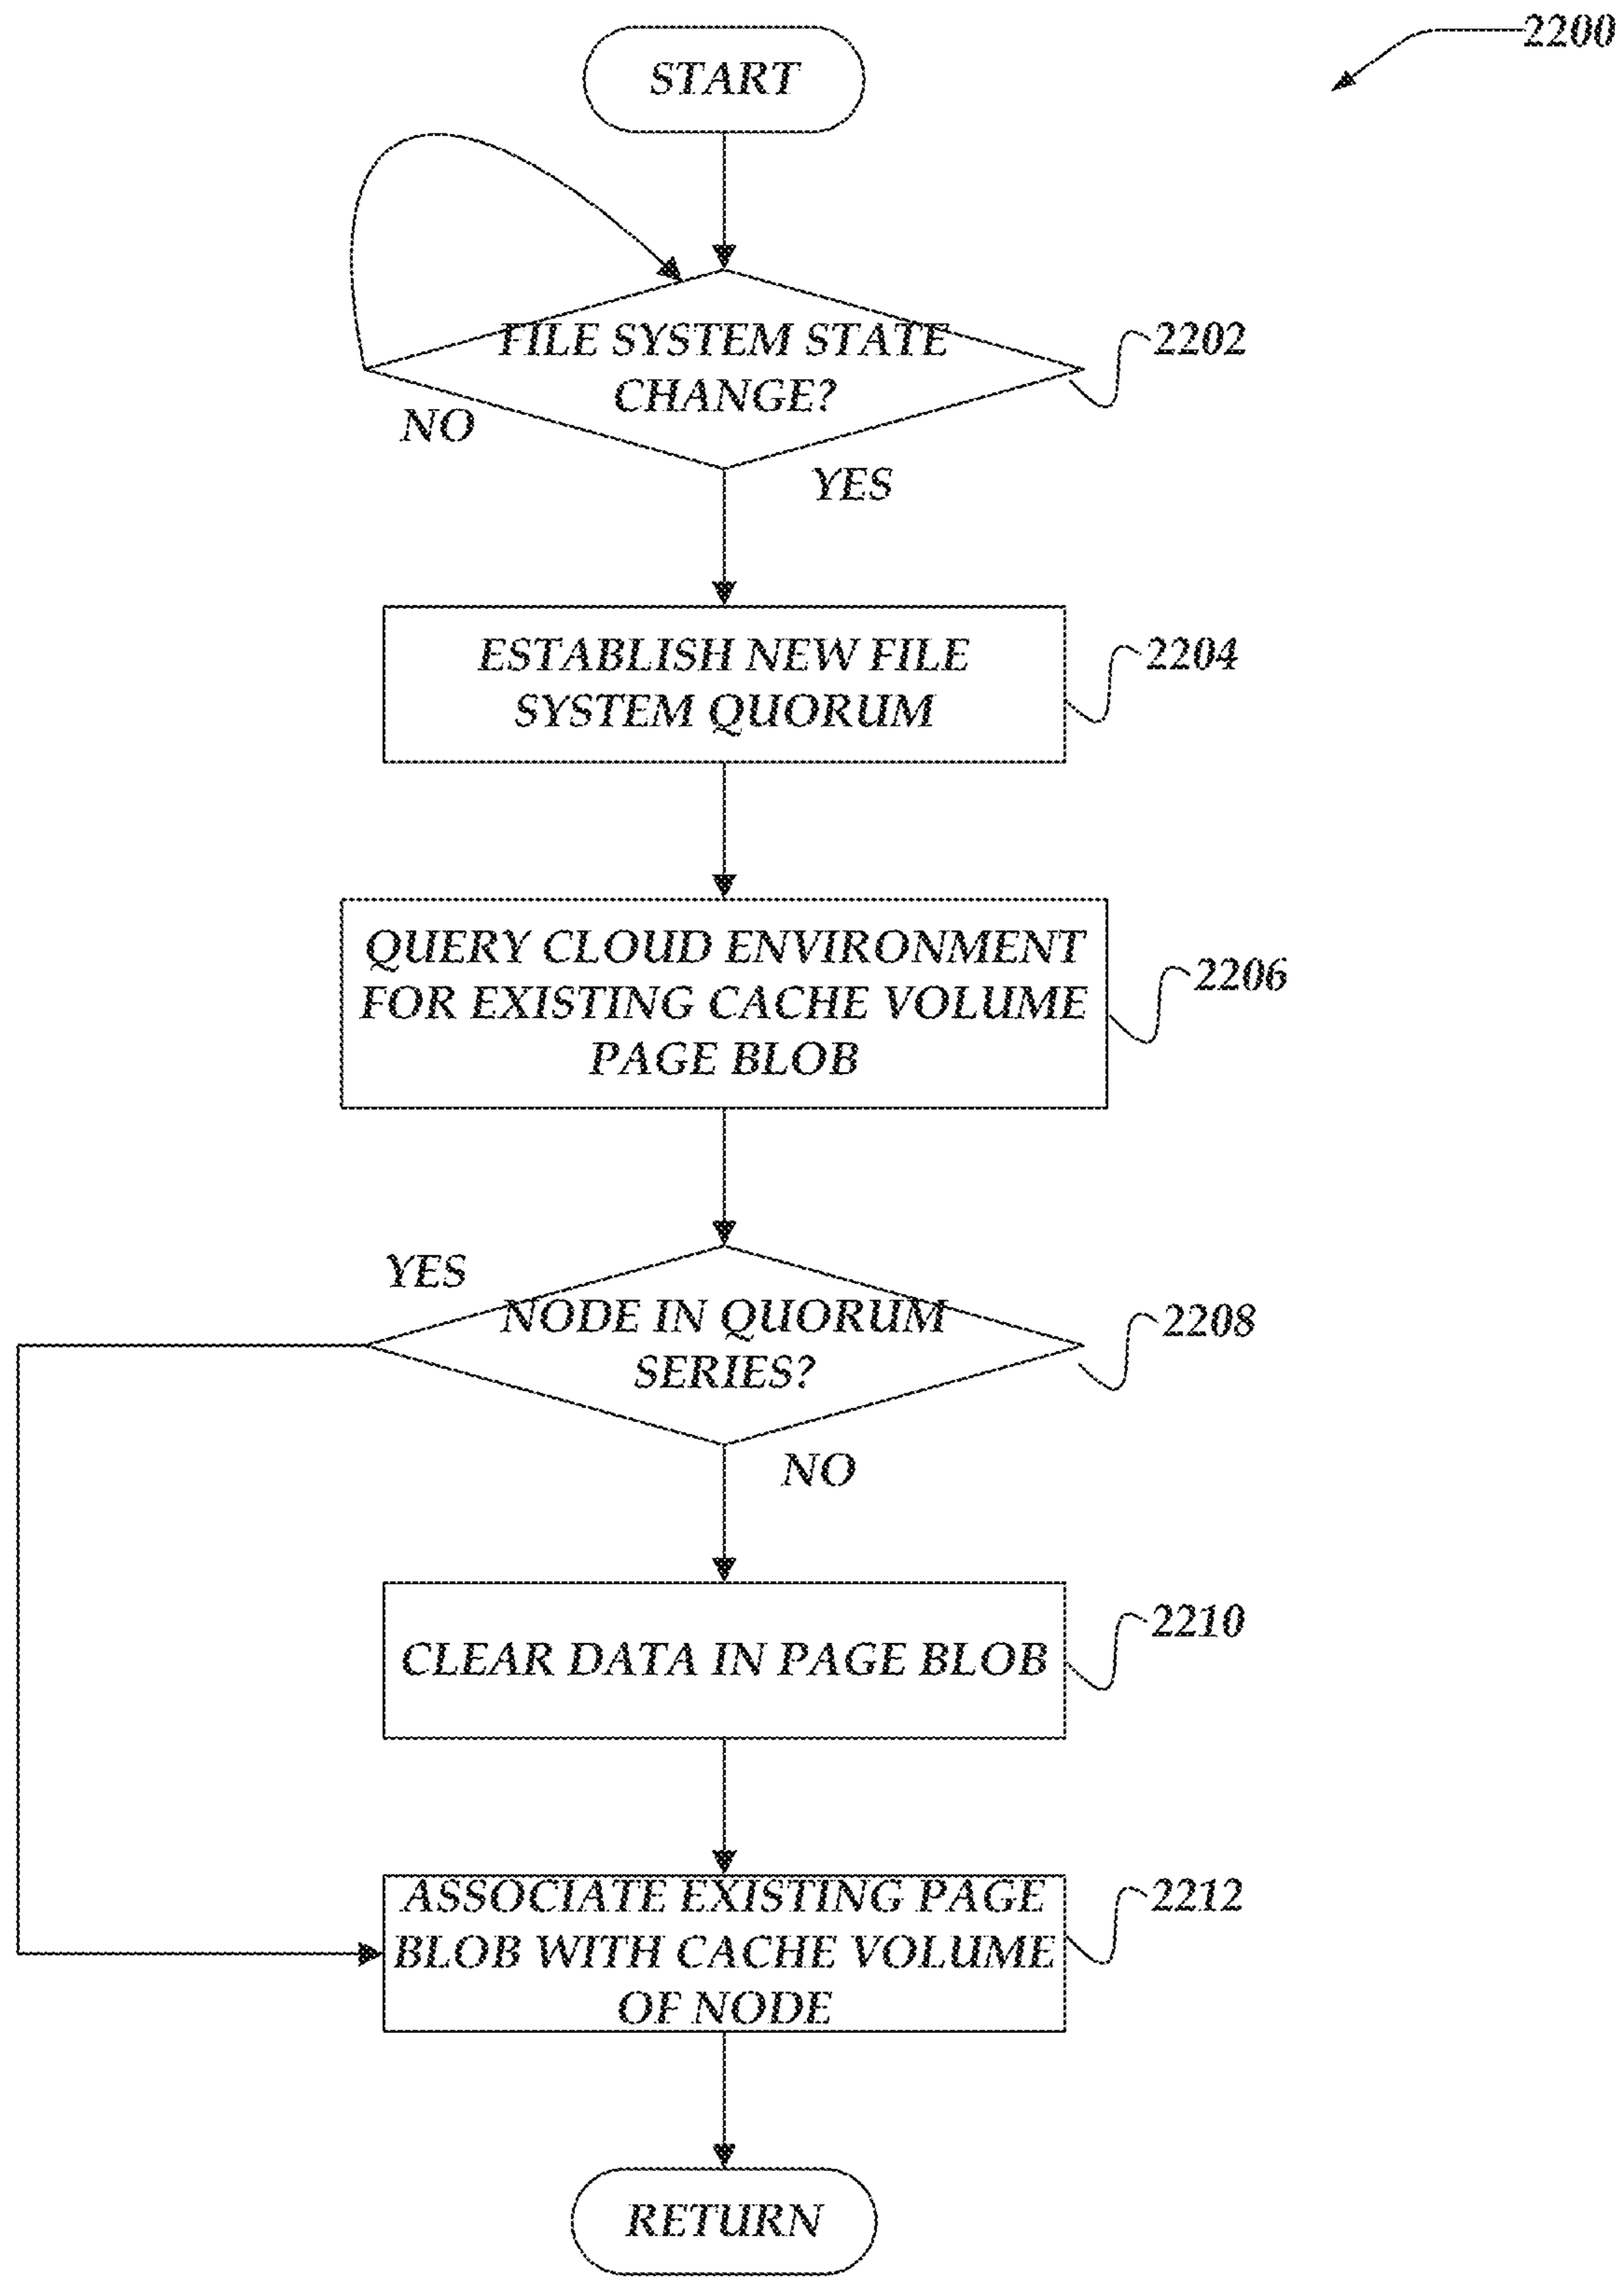 2200
START
FILE SYSTEM STATE
CHANGE?
2202
NO
YES
ESTABLISH NEW FILE
SYSTEM QUORUM
2204
QUERY CLOUD ENVIRONMENT
FOR EXISTING CACHE VOLUME
PAGE BLOB
2206
YES
NODE IN QUORUM
SERIES?
2208
NO
CLEAR DATA IN PAGE BLOB
2210
ASSOCIATE EXISTING PAGE
BLOB WITH CACHE VOLUME
OF NODE
2212
RETURN